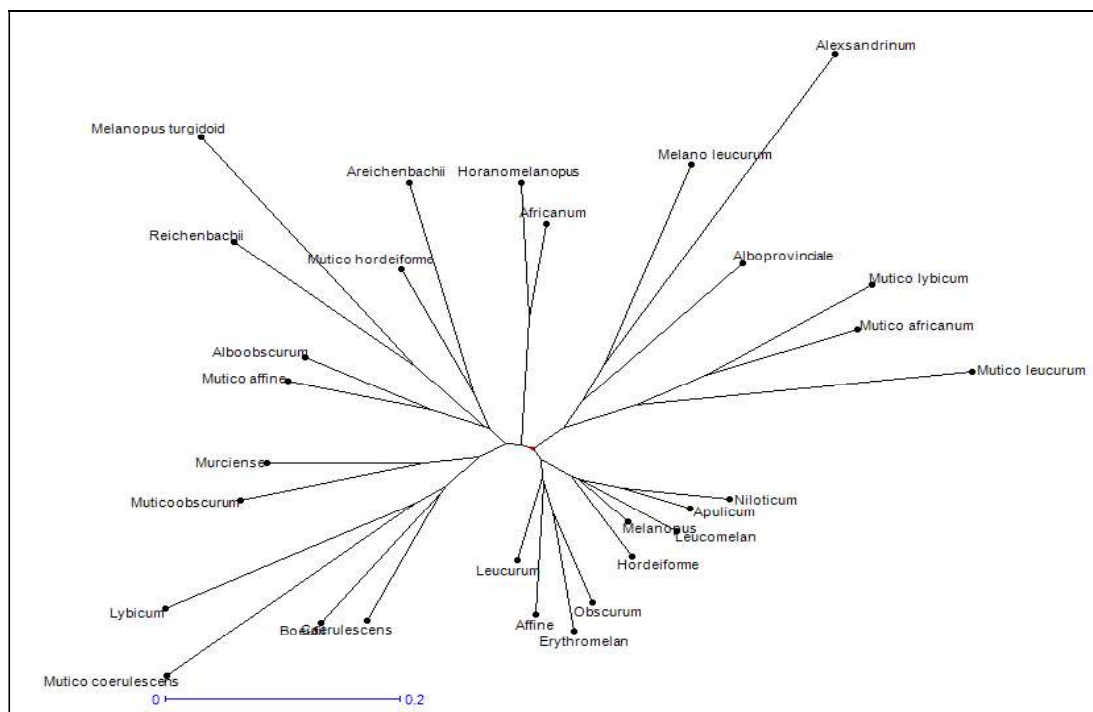 Alexsandrinum
Melanopus turgidoid
Melano leucurum
Areichenbachii
Horanomelanopus
Africanum
Reichenbachii
Mutico hordeiforme
Alboprovinciale
Mutico lybicum
Mutico africanum
Alboobscurum
Mutico affine
Mutico leucurum
Murciense
Muticoobscurum
Niloticum
Apulicum
Melanopus
Leucomelan
Hordeiforme
Leucurum
Lybicum
Obscurum
Affine
Coerulescens
Erythromelan
Mutico coerulescens
0
0.2